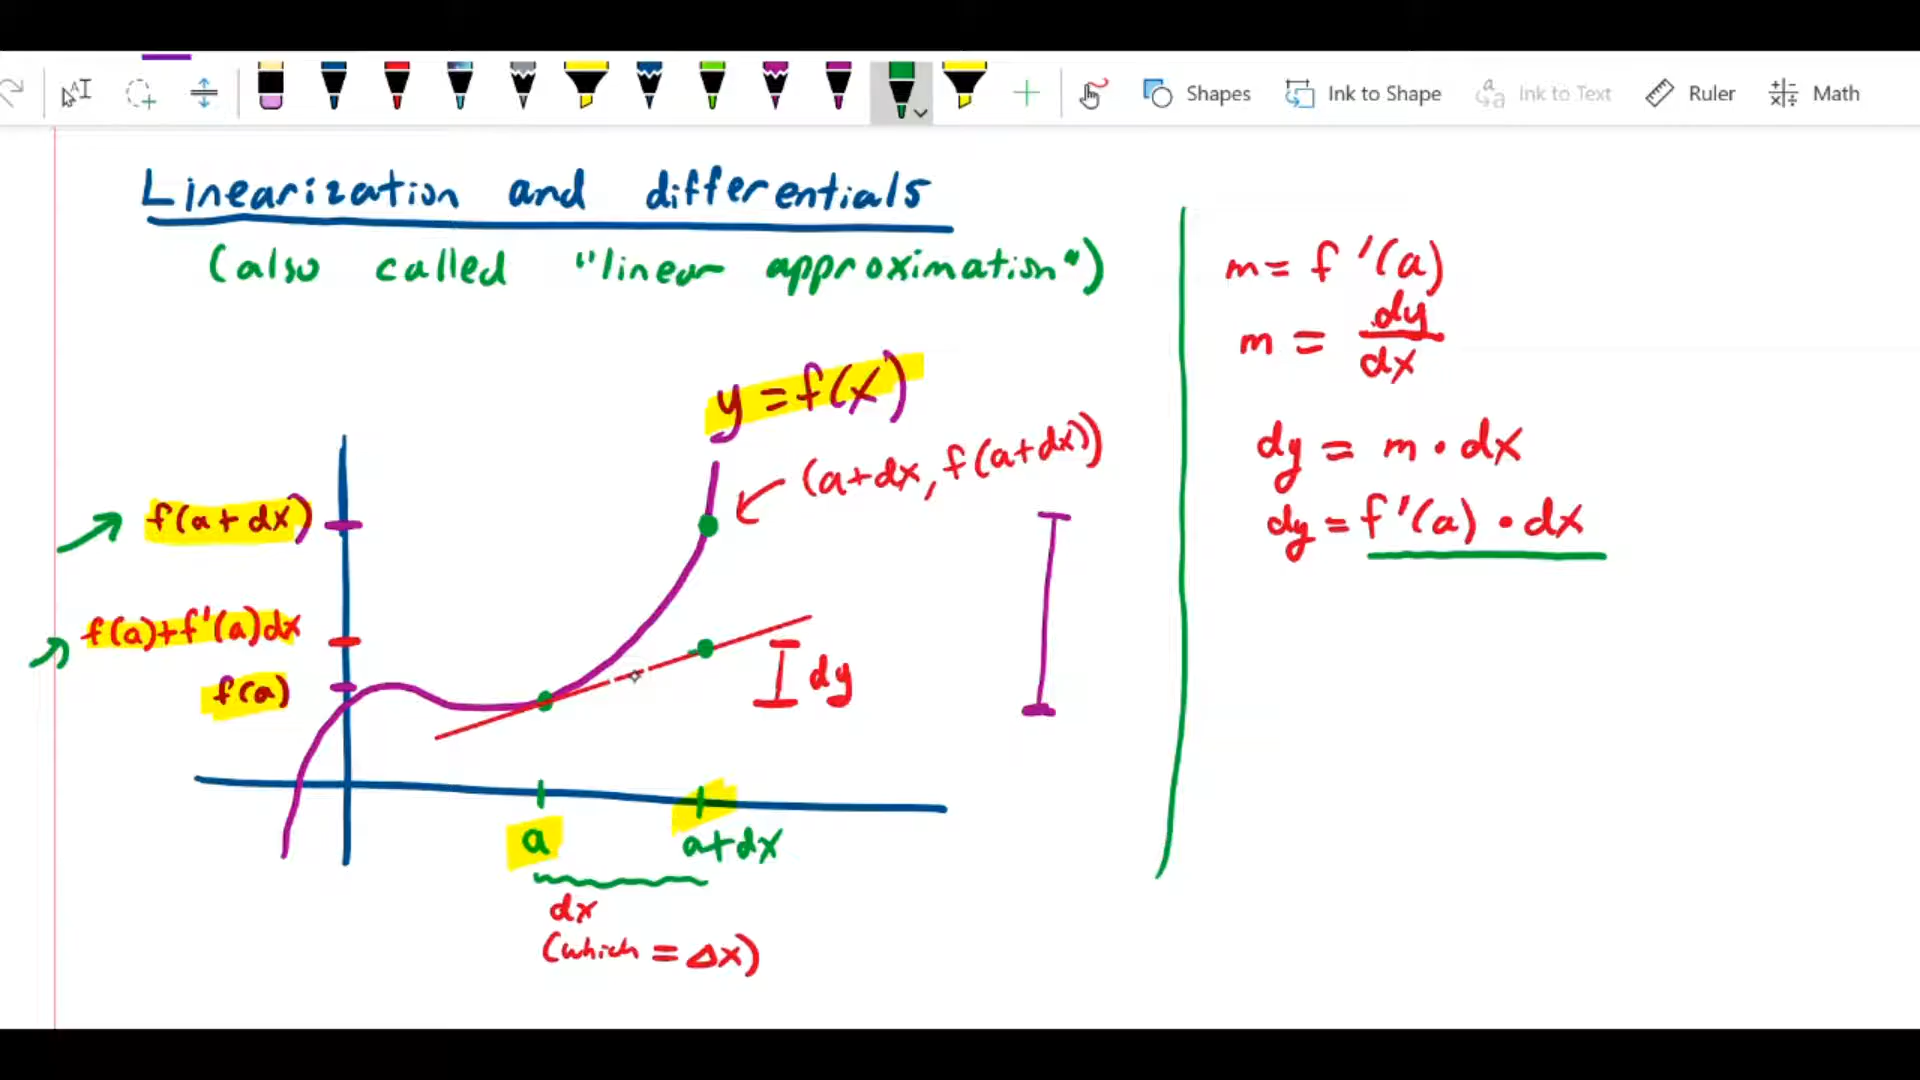 Shapes Ink to Shape Ink to Text Ruler Math
Linearization and differentials
(also called "linear approximation")
y=f(x)
(a+dx, f(a+dx))
f(a+dx)
f(a)+f'(a)dx
f(a)
dy
a
a+dx
dx
(which = Δx)
m= f'(a)
m = dy/dx
dy = m · dx
dy = f'(a) · dx